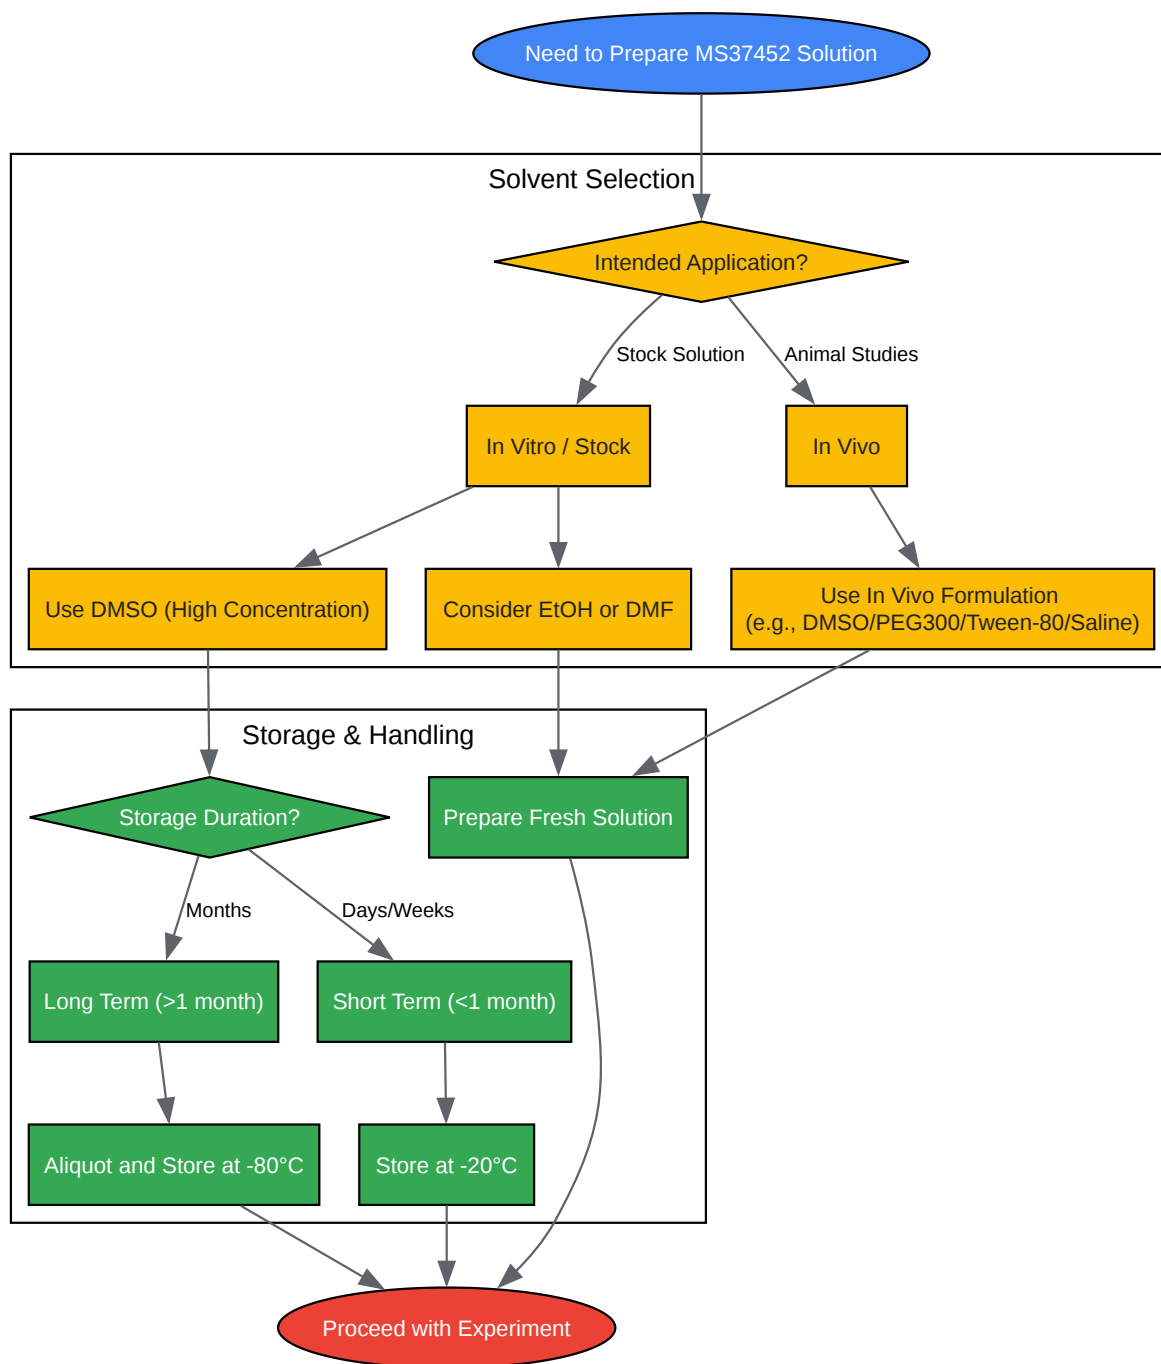 Need to Prepare MS37452 Solution
Solvent Selection
Intended Application?
Stock Solution
Animal Studies
In Vitro / Stock
In Vivo
Use DMSO (High Concentration)
Consider EtOH or DMF
Use In Vivo Formulation
(e.g., DMSO/PEG300/Tween-80/Saline)
Storage & Handling
Storage Duration?
Prepare Fresh Solution
Months
Days/Weeks
Long Term (>1 month)
Short Term (<1 month)
Aliquot and Store at -80°C
Store at -20°C
Proceed with Experiment